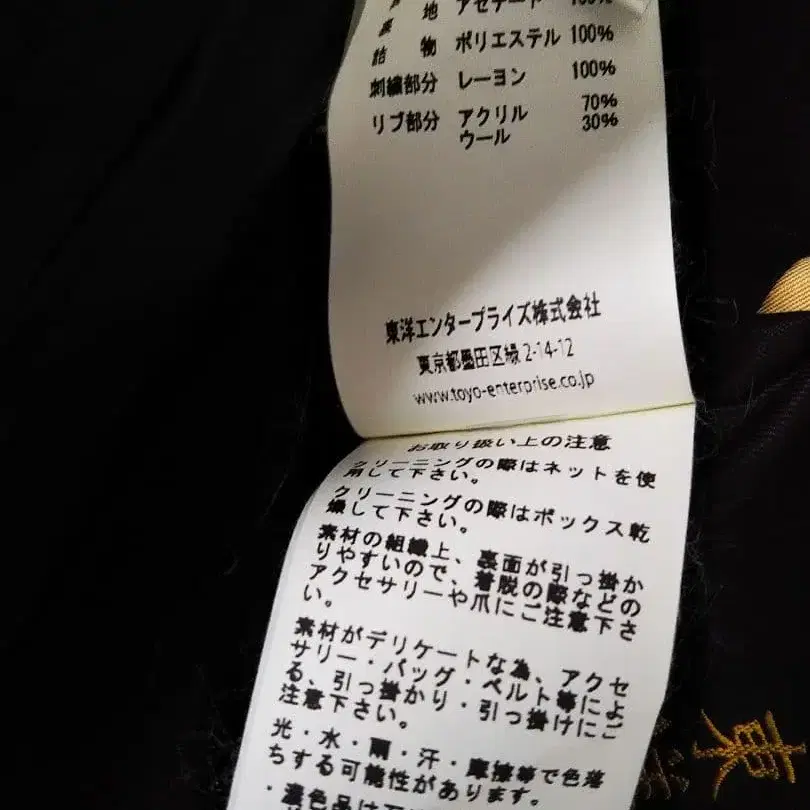 裏 地 アセテート 100%
詰 物 ポリエステル 100%
刺繍部分 レーヨン 100%
リブ部分 アクリル 70%
ウール 30%
東洋エンタープライズ株式会社
東京都墨田区緑 2-14-12
www.toyo-enterprise.co.jp
お取り扱い上の注意
クリーニングの際はネットを使
用して下さい。
クリーニングの際はボックス乾
燥して下さい。
素材の組織上、裏面が引っ掛か
りやすいので、着脱の際などの
アクセサリーや爪にご注意下さ
い。
素材がデリケートな為、アクセ
サリー・バッグ・ベルト等によ
る、引っ掛かり・引っ掛けにご
注意下さい。
光・水・雨・汗・摩擦等で色落
ちする可能性があります。
・濃色品は
東